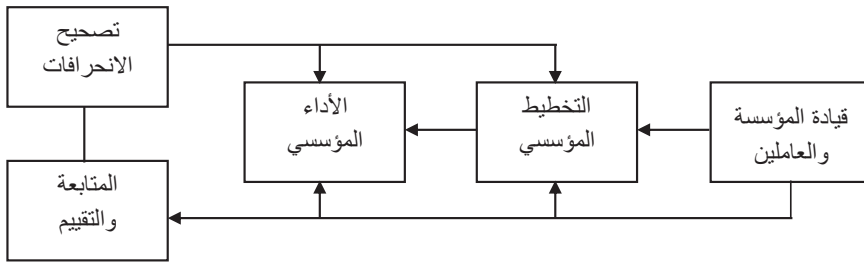 تصحيح
الانحرافات
الأداء
المؤسسي
التخطيط
المؤسسي
قيادة المؤسسة
والعاملين
المتابعة
والتقييم